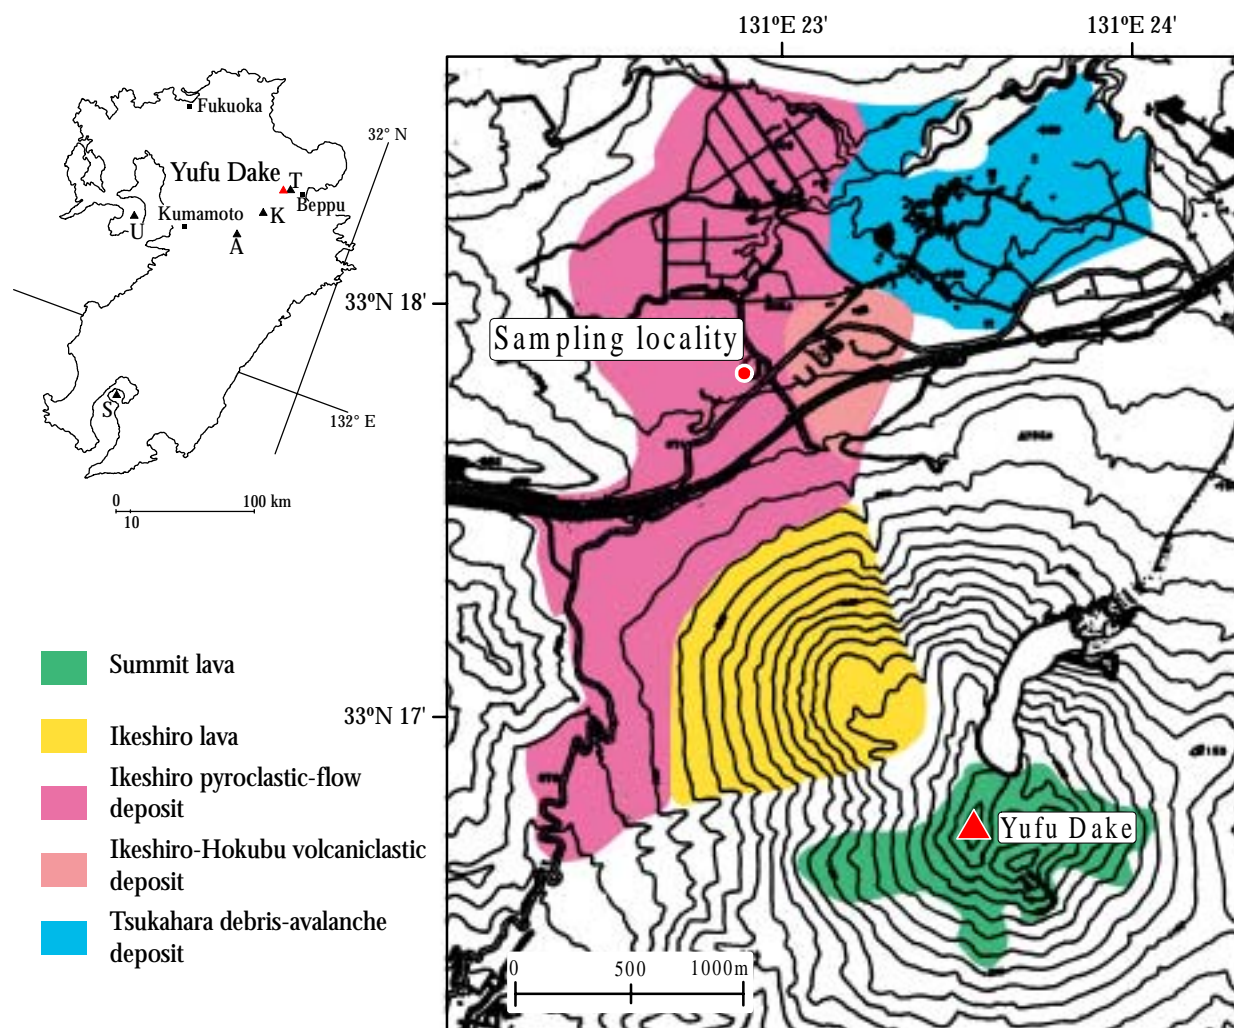 131ºE 23'
131ºE 24'
Fukuoka
32° N
Yufu Dake
T
Beppu
Kumamoto
K
U
A
33ºN 18'
Sampling locality
S
132° E
0
100 km
10
Summit lava
33ºN 17'
Ikeshiro lava
Ikeshiro pyroclastic-flow
deposit
Yufu Dake
Ikeshiro-Hokubu volcaniclastic
deposit
Tsukahara debris-avalanche
deposit
0
500
1000m